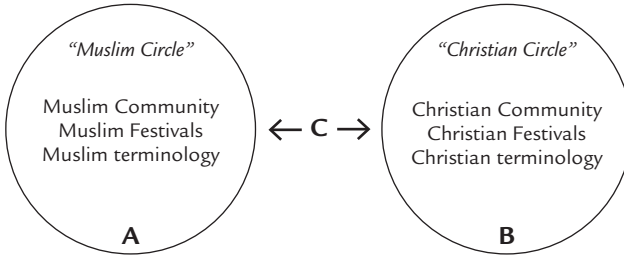 “Muslim Circle”
Muslim Community
Muslim Festivals
Muslim terminology
A
← C →
“Christian Circle”
Christian Community
Christian Festivals
Christian terminology
B